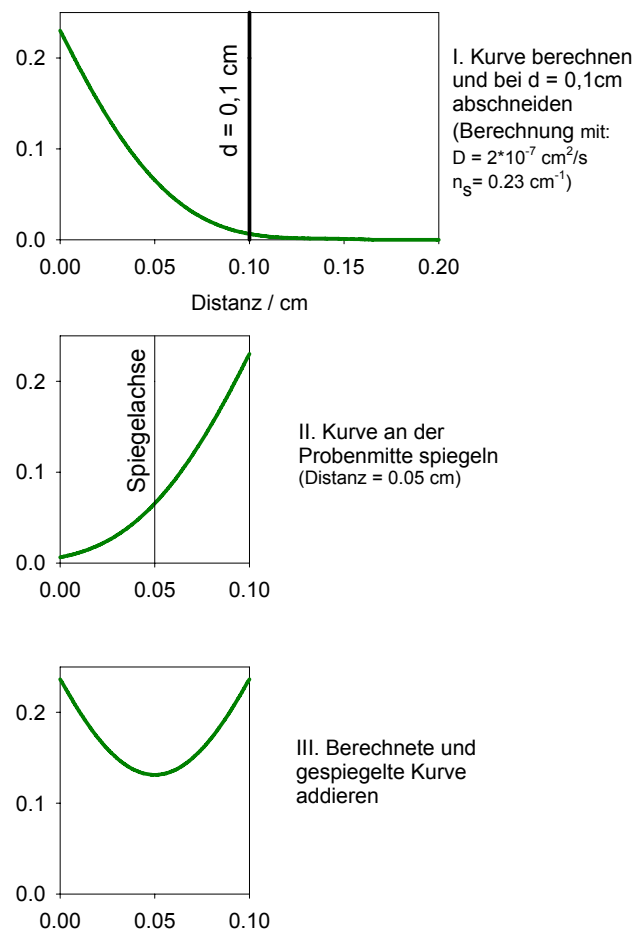 0.2
0.1
0.0
0.00 0.05 0.10 0.15 0.20
Distanz / cm
d = 0,1 cm
I. Kurve berechnen
und bei d = 0,1cm
abschneiden
(Berechnung mit:
D = 2*10⁻⁷ cm²/s
nₛ= 0.23 cm⁻¹)
0.2
0.1
0.0
0.00 0.05 0.10
Spiegelachse
II. Kurve an der
Probenmitte spiegeln
(Distanz = 0.05 cm)
0.2
0.1
0.0
0.00 0.05 0.10
III. Berechnete und
gespiegelte Kurve
addieren